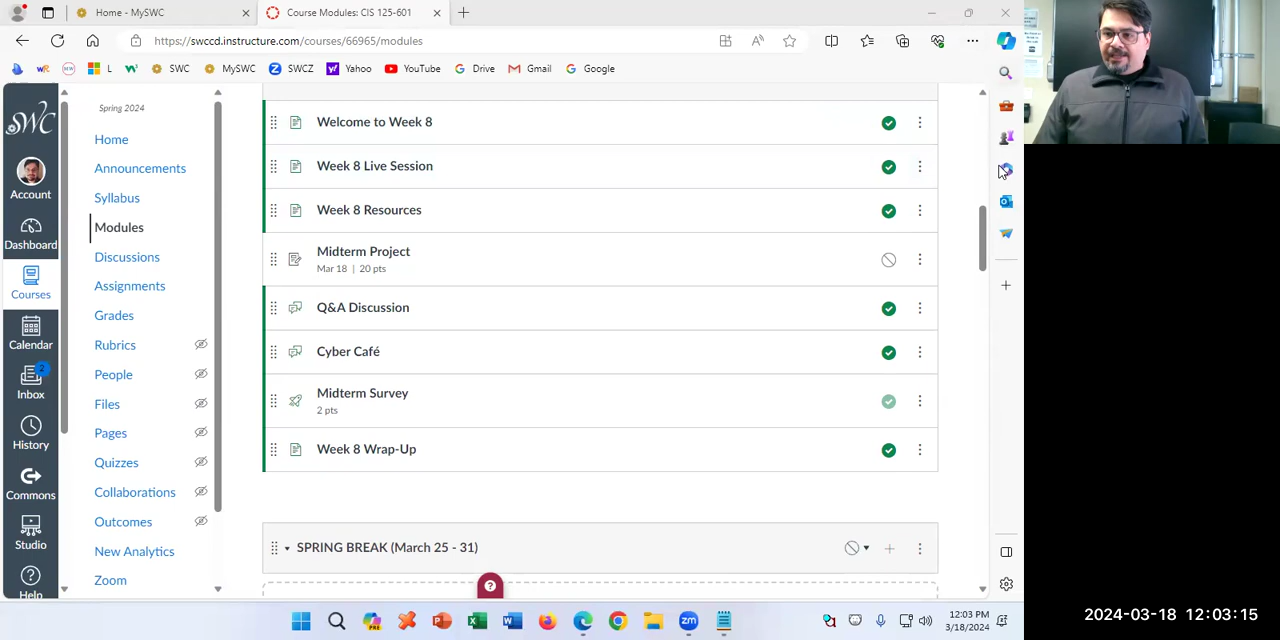 Home - MySWC
Course Modules: CIS 125-601
https://swccd.instructure.com/courses/66965/modules
L
SWC
MySWC
SWCZ
Yahoo
YouTube
Drive
Gmail
Google
SWC
Account
Dashboard
Courses
Calendar
2
Inbox
History
Commons
Studio
Help
Spring 2024
Home
Announcements
Syllabus
Modules
Discussions
Assignments
Grades
Rubrics
People
Files
Pages
Quizzes
Collaborations
Outcomes
New Analytics
Zoom
Welcome to Week 8
Week 8 Live Session
Week 8 Resources
Midterm Project
Mar 18 | 20 pts
Q&A Discussion
Cyber Café
Midterm Survey
2 pts
Week 8 Wrap-Up
SPRING BREAK (March 25 - 31)
12:03 PM
3/18/2024
2024-03-18 12:03:15